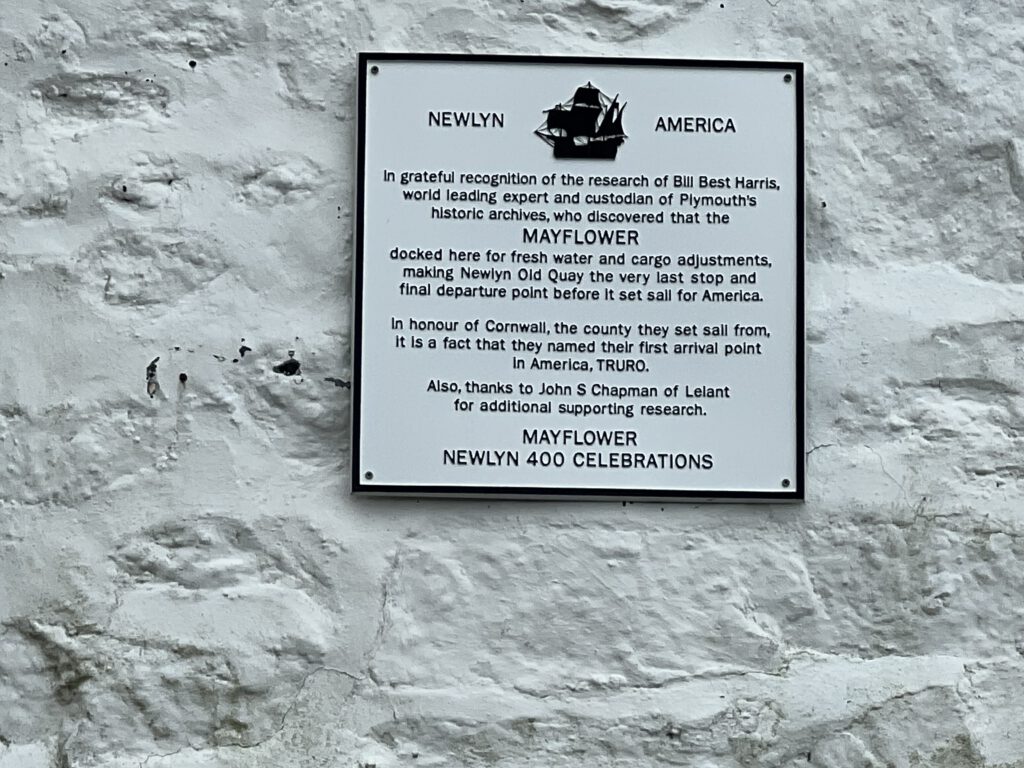 NEWLYN AMERICA
In grateful recognition of the research of Bill Best Harris,
world leading expert and custodian of Plymouth's
historic archives, who discovered that the
MAYFLOWER
docked here for fresh water and cargo adjustments,
making Newlyn Old Quay the very last stop and
final departure point before it set sail for America.
In honour of Cornwall, the county they set sail from,
it is a fact that they named their first arrival point
in America, TRURO.
Also, thanks to John S Chapman of Lelant
for additional supporting research.
MAYFLOWER
NEWLYN 400 CELEBRATIONS